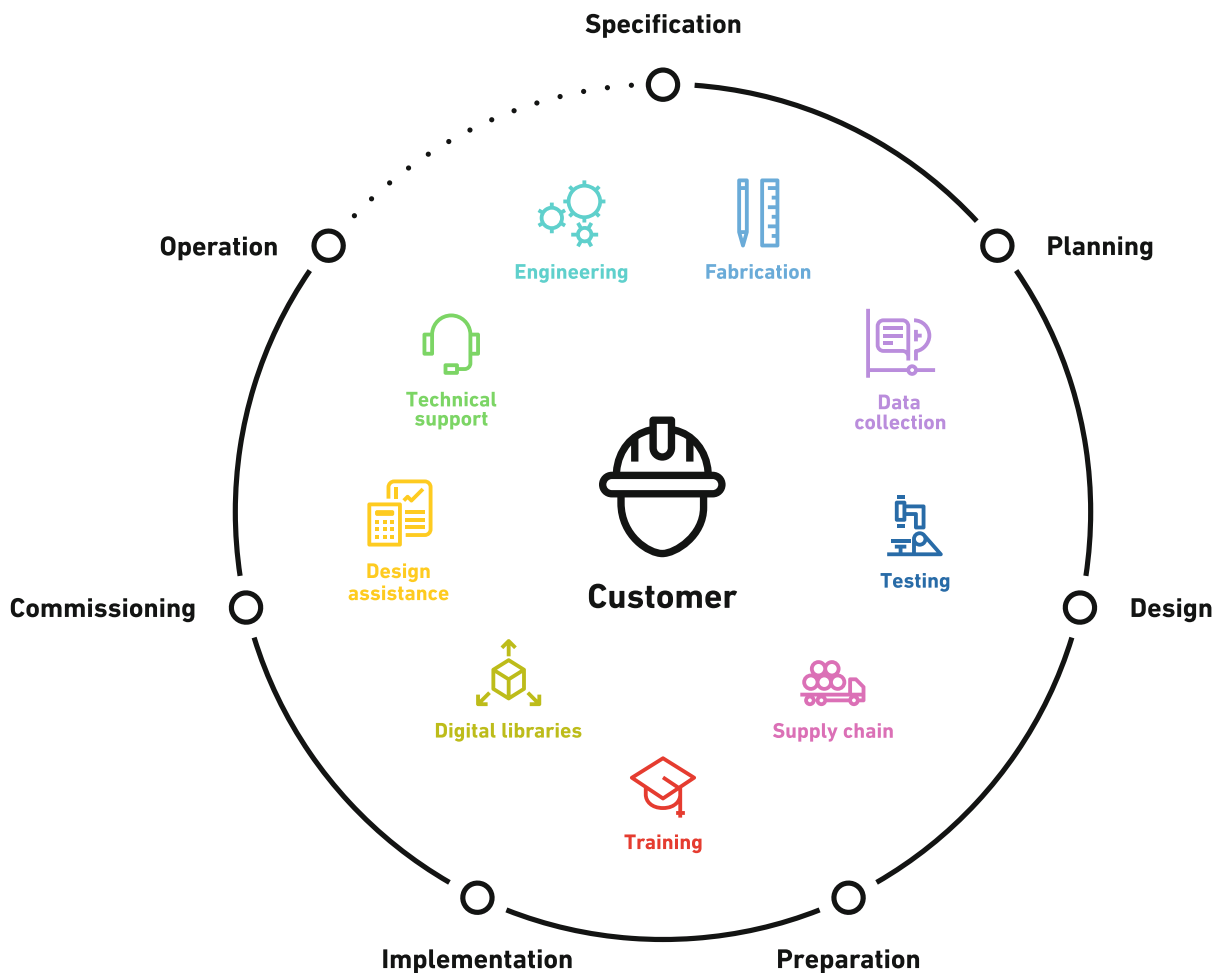 Specification
Operation
Planning
Engineering
Fabrication
Technical
support
Data
collection
Design
assistance
Testing
Customer
Commissioning
Design
Digital libraries
Supply chain
Training
Implementation
Preparation